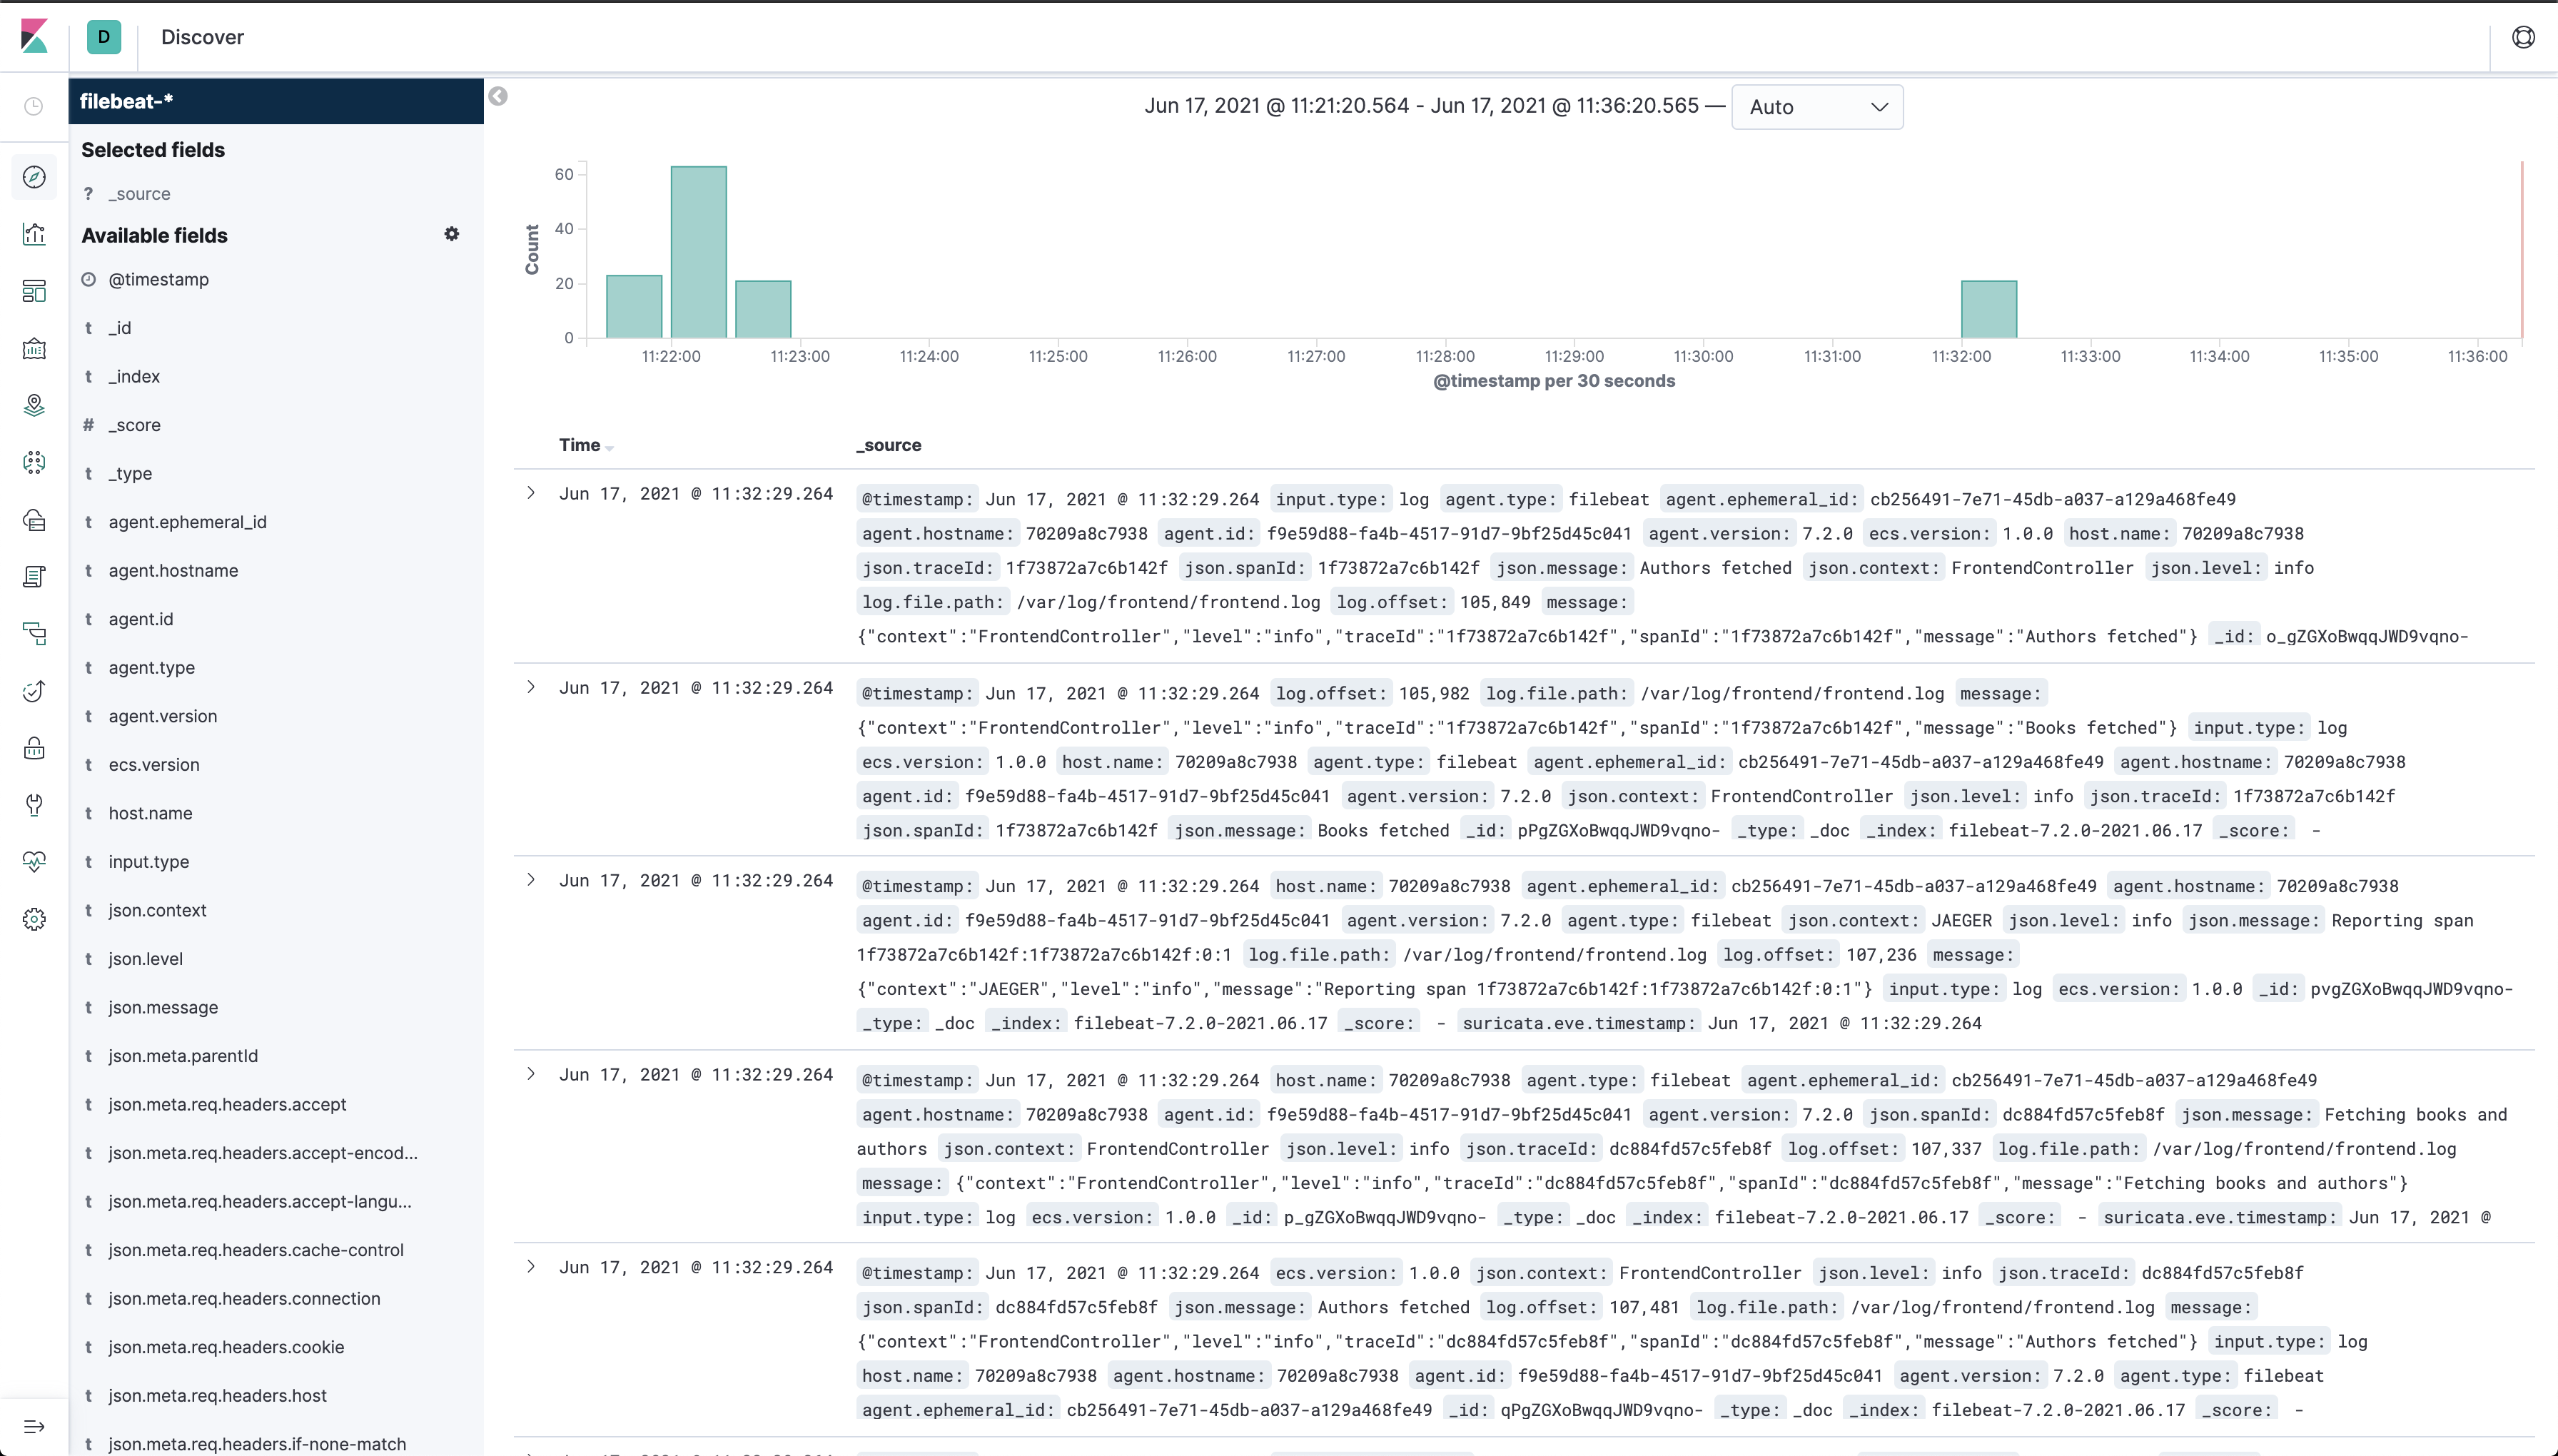 D
Discover
filebeat-*
Selected fields
? _source
Available fields
@timestamp
t _id
t _index
# _score
t _type
t agent.ephemeral_id
t agent.hostname
t agent.id
t agent.type
t agent.version
t ecs.version
t host.name
t input.type
t json.context
t json.level
t json.message
t json.meta.parentId
t json.meta.req.headers.accept
t json.meta.req.headers.accept-encod...
t json.meta.req.headers.accept-langu...
t json.meta.req.headers.cache-control
t json.meta.req.headers.connection
t json.meta.req.headers.cookie
t json.meta.req.headers.host
t json.meta.req.headers.if-none-match
Jun 17, 2021 @ 11:21:20.564 - Jun 17, 2021 @ 11:36:20.565 — Auto
Count
60
40
20
0
11:22:00 11:23:00 11:24:00 11:25:00 11:26:00 11:27:00 11:28:00 11:29:00 11:30:00 11:31:00 11:32:00 11:33:00 11:34:00 11:35:00 11:36:00
@timestamp per 30 seconds
Time _source
Jun 17, 2021 @ 11:32:29.264 @timestamp: Jun 17, 2021 @ 11:32:29.264 input.type: log agent.type: filebeat agent.ephemeral_id: cb256491-7e71-45db-a037-a129a468fe49
agent.hostname: 70209a8c7938 agent.id: f9e59d88-fa4b-4517-91d7-9bf25d45c041 agent.version: 7.2.0 ecs.version: 1.0.0 host.name: 70209a8c7938
json.traceId: 1f73872a7c6b142f json.spanId: 1f73872a7c6b142f json.message: Authors fetched json.context: FrontendController json.level: info
log.file.path: /var/log/frontend/frontend.log log.offset: 105,849 message:
{"context":"FrontendController","level":"info","traceId":"1f73872a7c6b142f","spanId":"1f73872a7c6b142f","message":"Authors fetched"} _id: o_gZGXoBwqqJWD9vqno-
Jun 17, 2021 @ 11:32:29.264 @timestamp: Jun 17, 2021 @ 11:32:29.264 log.offset: 105,982 log.file.path: /var/log/frontend/frontend.log message:
{"context":"FrontendController","level":"info","traceId":"1f73872a7c6b142f","spanId":"1f73872a7c6b142f","message":"Books fetched"} input.type: log
ecs.version: 1.0.0 host.name: 70209a8c7938 agent.type: filebeat agent.ephemeral_id: cb256491-7e71-45db-a037-a129a468fe49 agent.hostname: 70209a8c7938
agent.id: f9e59d88-fa4b-4517-91d7-9bf25d45c041 agent.version: 7.2.0 json.context: FrontendController json.level: info json.traceId: 1f73872a7c6b142f
json.spanId: 1f73872a7c6b142f json.message: Books fetched _id: pPgZGXoBwqqJWD9vqno- _type: _doc _index: filebeat-7.2.0-2021.06.17 _score: -
Jun 17, 2021 @ 11:32:29.264 @timestamp: Jun 17, 2021 @ 11:32:29.264 host.name: 70209a8c7938 agent.ephemeral_id: cb256491-7e71-45db-a037-a129a468fe49 agent.hostname: 70209a8c7938
agent.id: f9e59d88-fa4b-4517-91d7-9bf25d45c041 agent.version: 7.2.0 agent.type: filebeat json.context: JAEGER json.level: info json.message: Reporting span
1f73872a7c6b142f:1f73872a7c6b142f:0:1 log.file.path: /var/log/frontend/frontend.log log.offset: 107,236 message:
{"context":"JAEGER","level":"info","message":"Reporting span 1f73872a7c6b142f:1f73872a7c6b142f:0:1"} input.type: log ecs.version: 1.0.0 _id: pvgZGXoBwqqJWD9vqno-
_type: _doc _index: filebeat-7.2.0-2021.06.17 _score: - suricata.eve.timestamp: Jun 17, 2021 @ 11:32:29.264
Jun 17, 2021 @ 11:32:29.264 @timestamp: Jun 17, 2021 @ 11:32:29.264 host.name: 70209a8c7938 agent.type: filebeat agent.ephemeral_id: cb256491-7e71-45db-a037-a129a468fe49
agent.hostname: 70209a8c7938 agent.id: f9e59d88-fa4b-4517-91d7-9bf25d45c041 agent.version: 7.2.0 json.spanId: dc884fd57c5feb8f json.message: Fetching books and
authors json.context: FrontendController json.level: info json.traceId: dc884fd57c5feb8f log.offset: 107,337 log.file.path: /var/log/frontend/frontend.log
message: {"context":"FrontendController","level":"info","traceId":"dc884fd57c5feb8f","spanId":"dc884fd57c5feb8f","message":"Fetching books and authors"}
input.type: log ecs.version: 1.0.0 _id: p_gZGXoBwqqJWD9vqno- _type: _doc _index: filebeat-7.2.0-2021.06.17 _score: - suricata.eve.timestamp: Jun 17, 2021 @
Jun 17, 2021 @ 11:32:29.264 @timestamp: Jun 17, 2021 @ 11:32:29.264 ecs.version: 1.0.0 json.context: FrontendController json.level: info json.traceId: dc884fd57c5feb8f
json.spanId: dc884fd57c5feb8f json.message: Authors fetched log.offset: 107,481 log.file.path: /var/log/frontend/frontend.log message:
{"context":"FrontendController","level":"info","traceId":"dc884fd57c5feb8f","spanId":"dc884fd57c5feb8f","message":"Authors fetched"} input.type: log
host.name: 70209a8c7938 agent.hostname: 70209a8c7938 agent.id: f9e59d88-fa4b-4517-91d7-9bf25d45c041 agent.version: 7.2.0 agent.type: filebeat
agent.ephemeral_id: cb256491-7e71-45db-a037-a129a468fe49 _id: qPgZGXoBwqqJWD9vqno- _type: _doc _index: filebeat-7.2.0-2021.06.17 _score: -